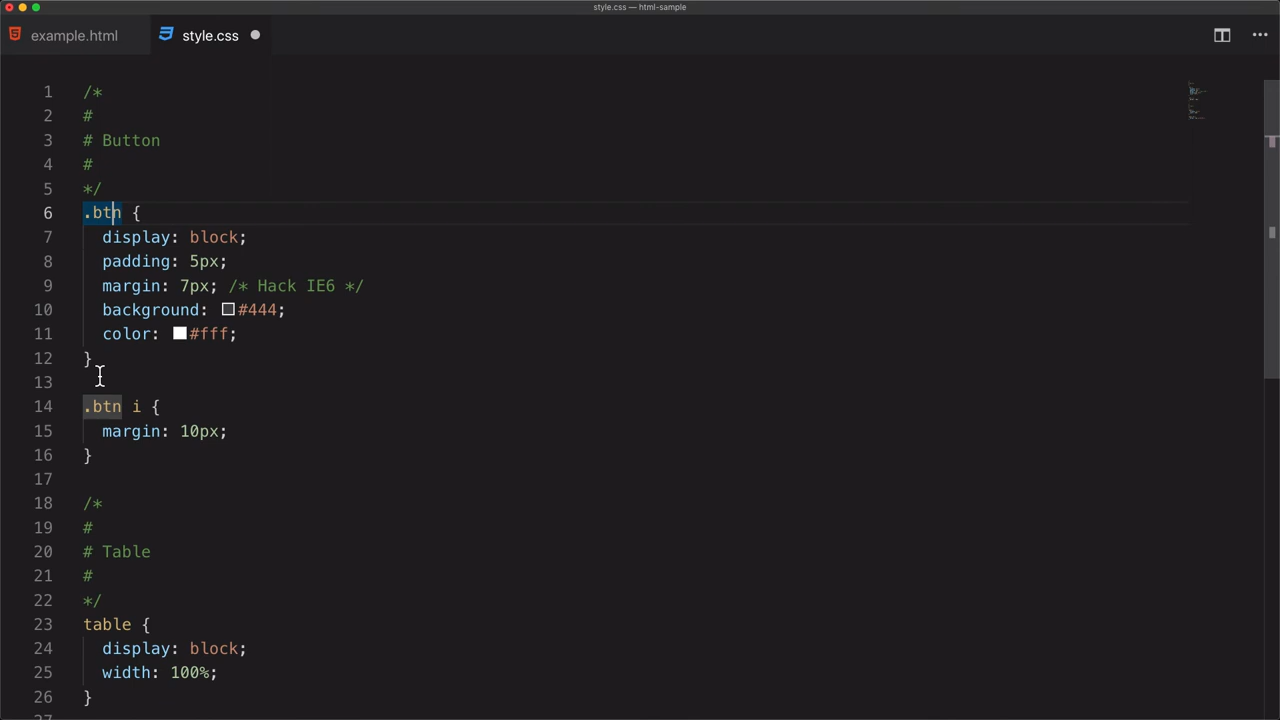 style.css — html-sample
example.html style.css
1 /*
2 #
3 # Button
4 #
5 */
6 .btn {
7 display: block;
8 padding: 5px;
9 margin: 7px; /* Hack IE6 */
10 background: #444;
11 color: #fff;
12 }
13
14 .btn i {
15 margin: 10px;
16 }
17
18 /*
19 #
20 # Table
21 #
22 */
23 table {
24 display: block;
25 width: 100%;
26 }